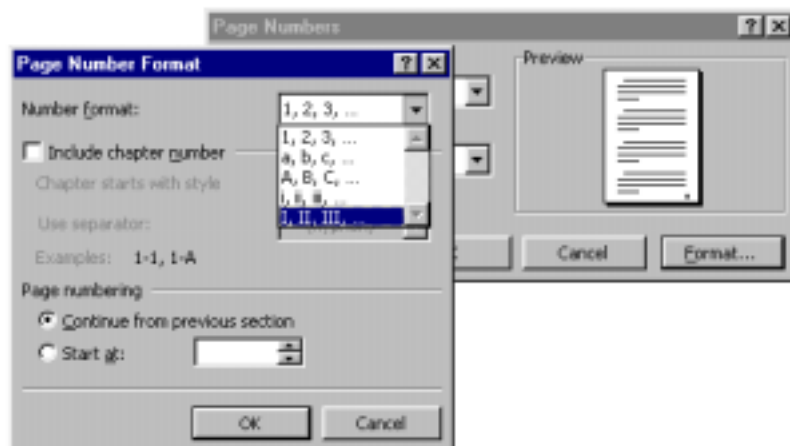 Page Numbers
Page Number Format
Preview
Number format:
1, 2, 3, ...
1, 2, 3, ...
Include chapter number
a, b, c, ...
Chapter starts with style
A, B, C, ...
i, ii, iii, ...
Use separator:
I, II, III, ...
Examples: 1-1, 1-A
Cancel
Format...
Page numbering
Continue from previous section
Start at:
OK
Cancel